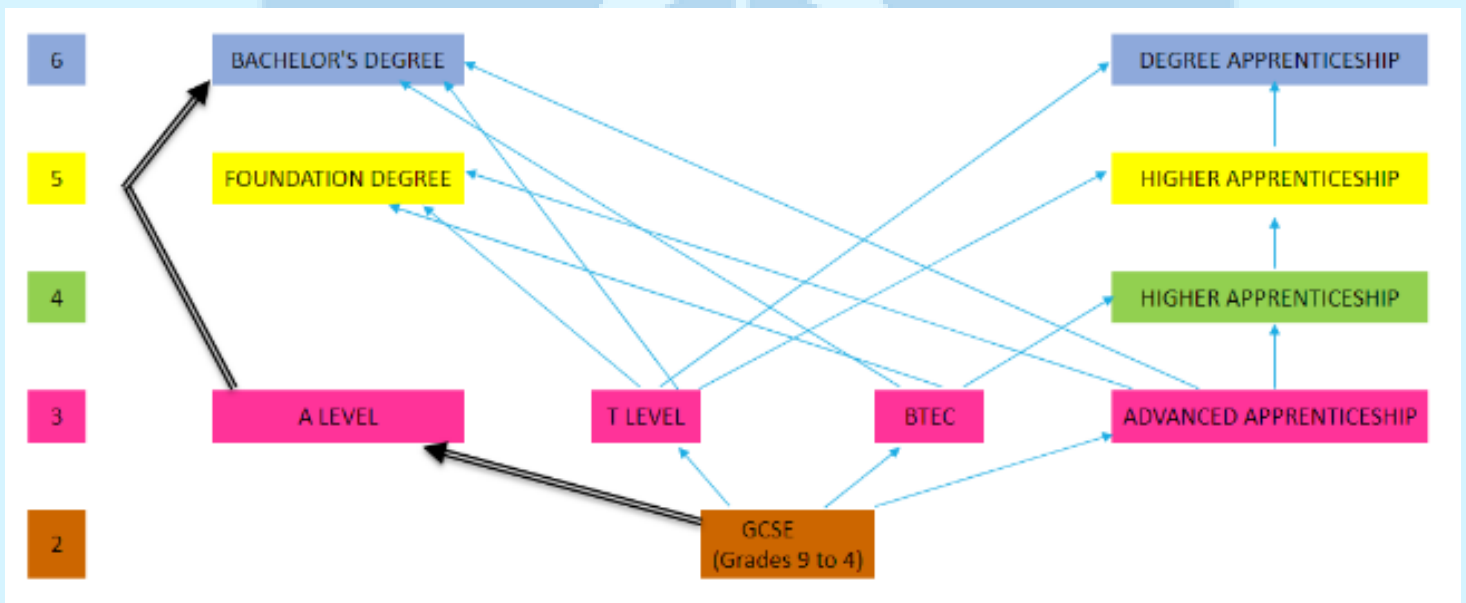 6
BACHELOR'S DEGREE
DEGREE APPRENTICESHIP
5
FOUNDATION DEGREE
HIGHER APPRENTICESHIP
4
HIGHER APPRENTICESHIP
3
A LEVEL
T LEVEL
BTEC
ADVANCED APPRENTICESHIP
2
GCSE
(Grades 9 to 4)